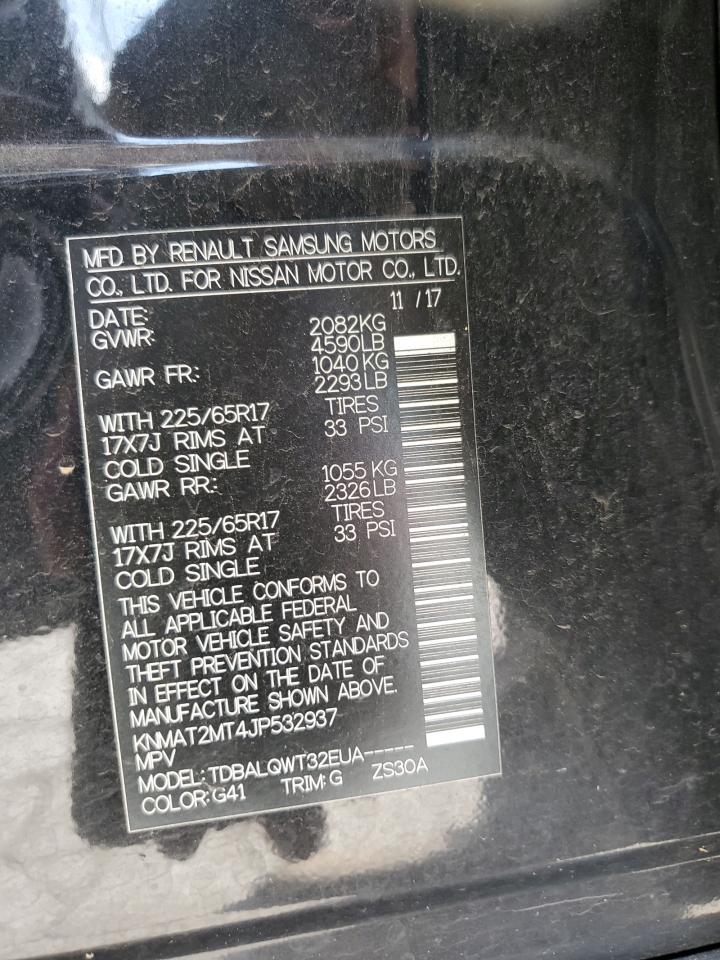 MFD BY RENAULT SAMSUNG MOTORS
CO., LTD. FOR NISSAN MOTOR CO., LTD.
DATE: 11 /17
GVWR: 2082KG
4590LB
GAWR FR.: 1040 KG
2293 LB
WITH 225/65R17 TIRES
17X7J RIMS AT 33 PSI
COLD SINGLE
GAWR RR.: 1055 KG
2326 LB
WITH 225/65R17 TIRES
17X7J RIMS AT 33 PSI
COLD SINGLE
THIS VEHICLE CONFORMS TO
ALL APPLICABLE FEDERAL
MOTOR VEHICLE SAFETY AND
THEFT PREVENTION STANDARDS
IN EFFECT ON THE DATE OF
MANUFACTURE SHOWN ABOVE.
KNMAT2MT4JP532937
MPV
MODEL: TDBALQWT32EUA-----
COLOR: G41 TRIM: G ZS30A